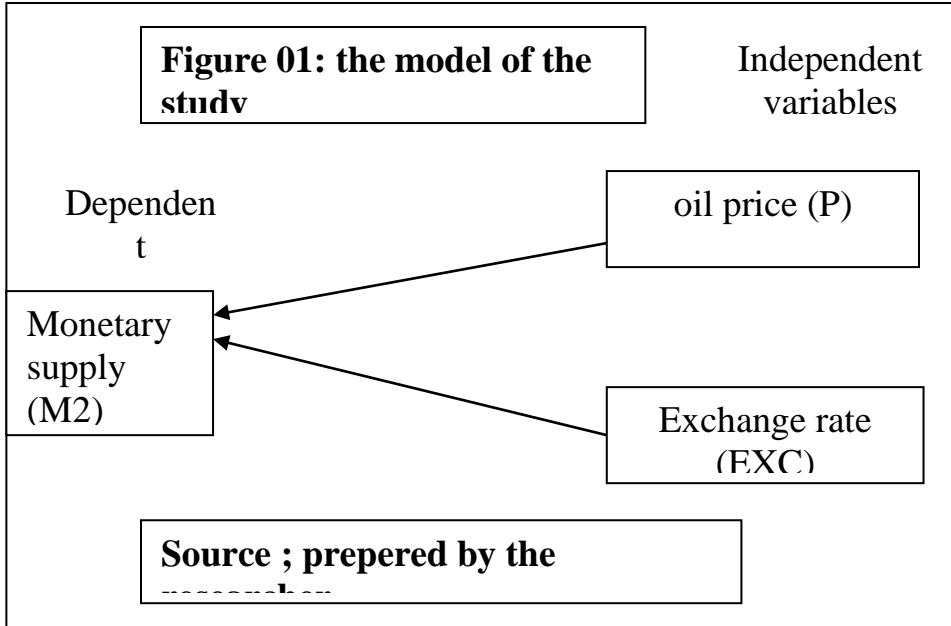 Figure 01: the model of the
study
Independent
variables
Dependen
t
oil price (P)
Monetary
supply
(M2)
Exchange rate
(EXC)
Source ; prepered by the